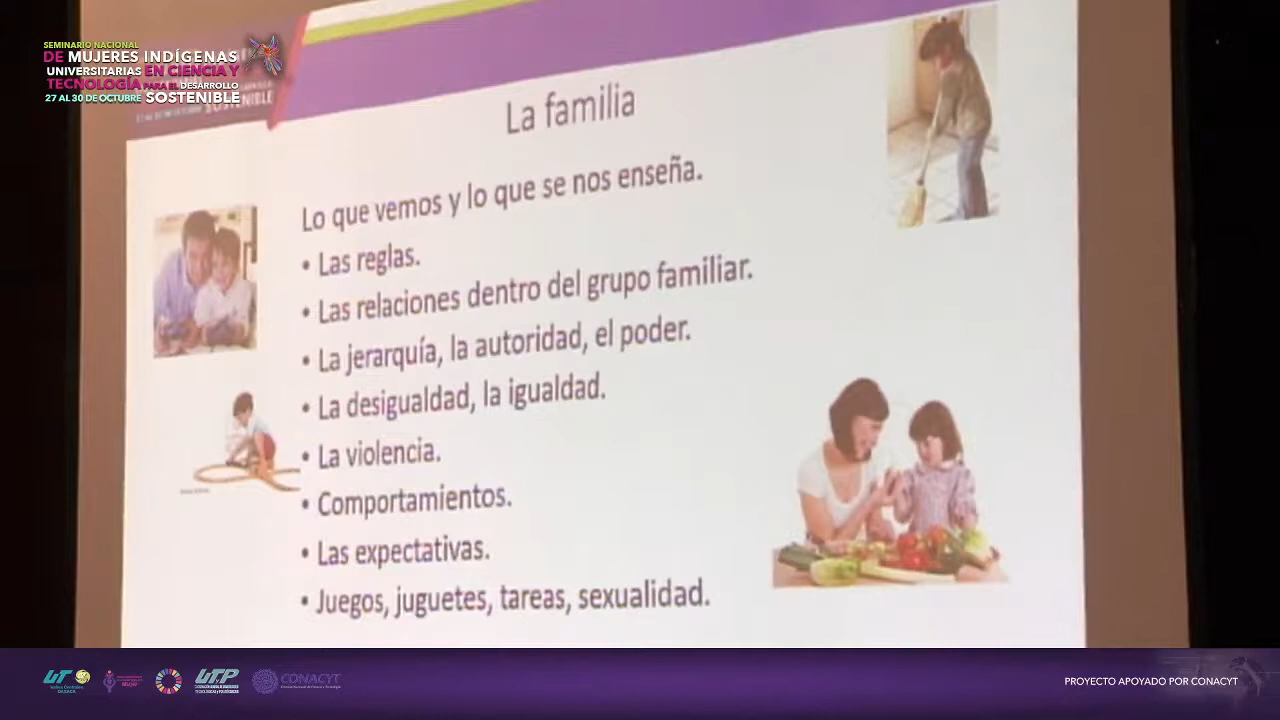 SEMINARIO NACIONAL
DE MUJERES INDÍGENAS
UNIVERSITARIAS EN CIENCIA Y
TECNOLOGÍA PARA EL DESARROLLO
27 AL 30 DE OCTUBRE SOSTENIBLE
La familia
Lo que vemos y lo que se nos enseña.
• Las reglas.
• Las relaciones dentro del grupo familiar.
• La jerarquía, la autoridad, el poder.
• La desigualdad, la igualdad.
• La violencia.
• Comportamientos.
• Las expectativas.
• Juegos, juguetes, tareas, sexualidad.
UT
UTP
CONACYT
PROYECTO APOYADO POR CONACYT